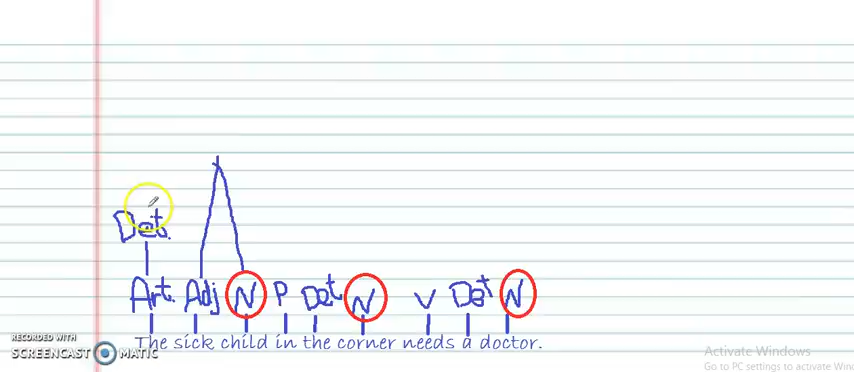 Det.
Art. Adj N P Det N V Det N
The sick child in the corner needs a doctor.
RECORDED WITH
SCREENCAST MATIC
Activate Windows
Go to PC settings to activate Win